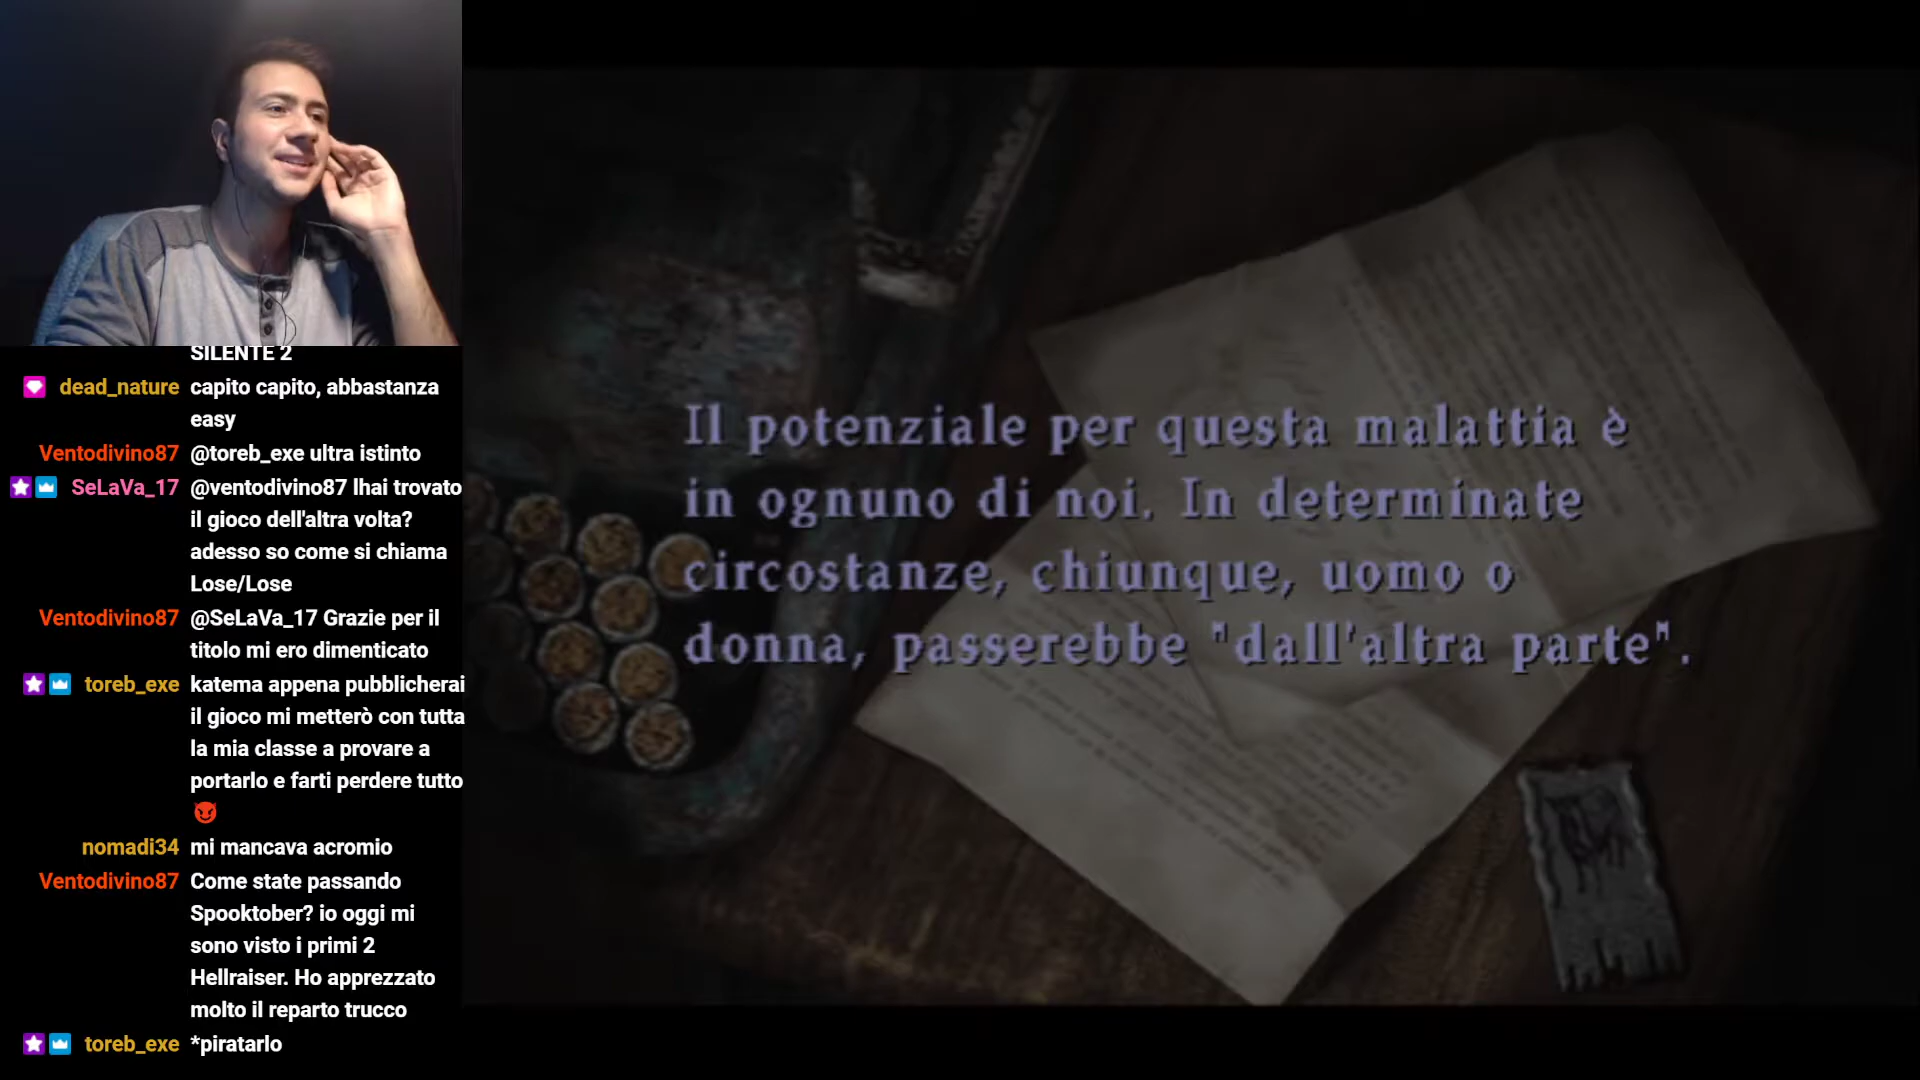 SILENTE 2
dead_nature capito capito, abbastanza
easy
Ventodivino87 @toreb_exe ultra istinto
SeLaVa_17 @ventodivino87 lhai trovato
il gioco dell'altra volta?
adesso so come si chiama
Lose/Lose
Ventodivino87 @SeLaVa_17 Grazie per il
titolo mi ero dimenticato
toreb_exe katema appena pubblicherai
il gioco mi metterò con tutta
la mia classe a provare a
portarlo e farti perdere tutto
😈
nomadi34 mi mancava acromio
Ventodivino87 Come state passando
Spooktober? io oggi mi
sono visto i primi 2
Hellraiser. Ho apprezzato
molto il reparto trucco
toreb_exe *piratarlo
Il potenziale per questa malattia è
in ognuno di noi. In determinate
circostanze, chiunque, uomo o
donna, passerebbe "dall'altra parte".